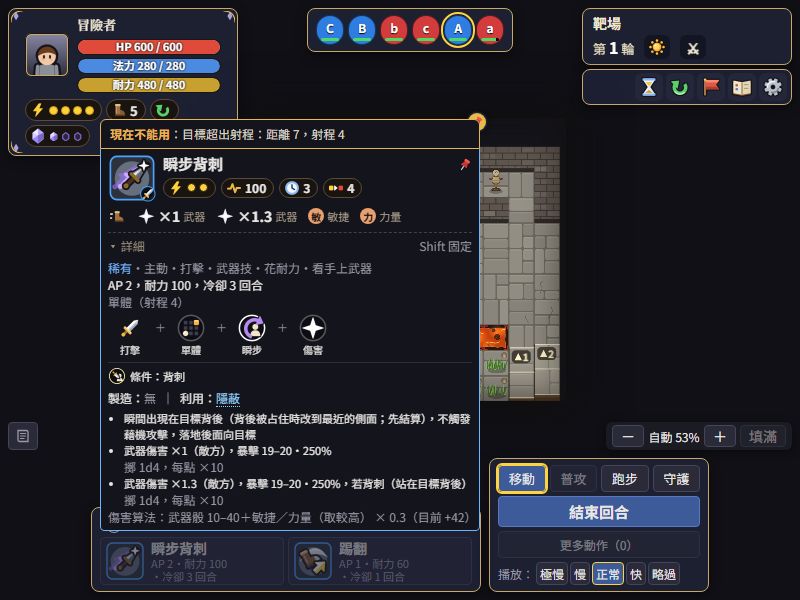 冒險者
HP 600 / 600
法力 280 / 280
耐力 480 / 480
5
C B b c A a
靶場
第 1 輪
現在不能用：目標超出射程：距離 7，射程 4
瞬步背刺
100 3 4
×1 武器 ×1.3 武器 敏 敏捷 力 力量
詳細 Shift 固定
稀有・主動・打擊・武器技・花耐力・看手上武器
AP 2，耐力 100，冷卻 3 回合
單體（射程 4）
+ + +
打擊 單體 瞬步 傷害
條件：背刺
製造：無 | 利用：隱蔽
• 瞬間出現在目標背後（背後被占住時改到最近的側面；先結算），不觸發
藉機攻擊，落地後面向目標
• 武器傷害 ×1（敵方），暴擊 19–20・250%
擲 1d4，每點 ×10
• 武器傷害 ×1.3（敵方），暴擊 19–20・250%，若背刺（站在目標背後）
擲 1d4，每點 ×10
傷害算法：武器骰 10–40＋敏捷／力量（取較高） × 0.3（目前 +42）
▲1 ▲2
− 自動 53% + 填滿
瞬步背刺
AP 2・耐力 100
・冷卻 3 回合
踢翻
AP 1・耐力 60
・冷卻 1 回合
移動 普攻 跑步 守護
結束回合
更多動作（0）
播放： 極慢 慢 正常 快 略過